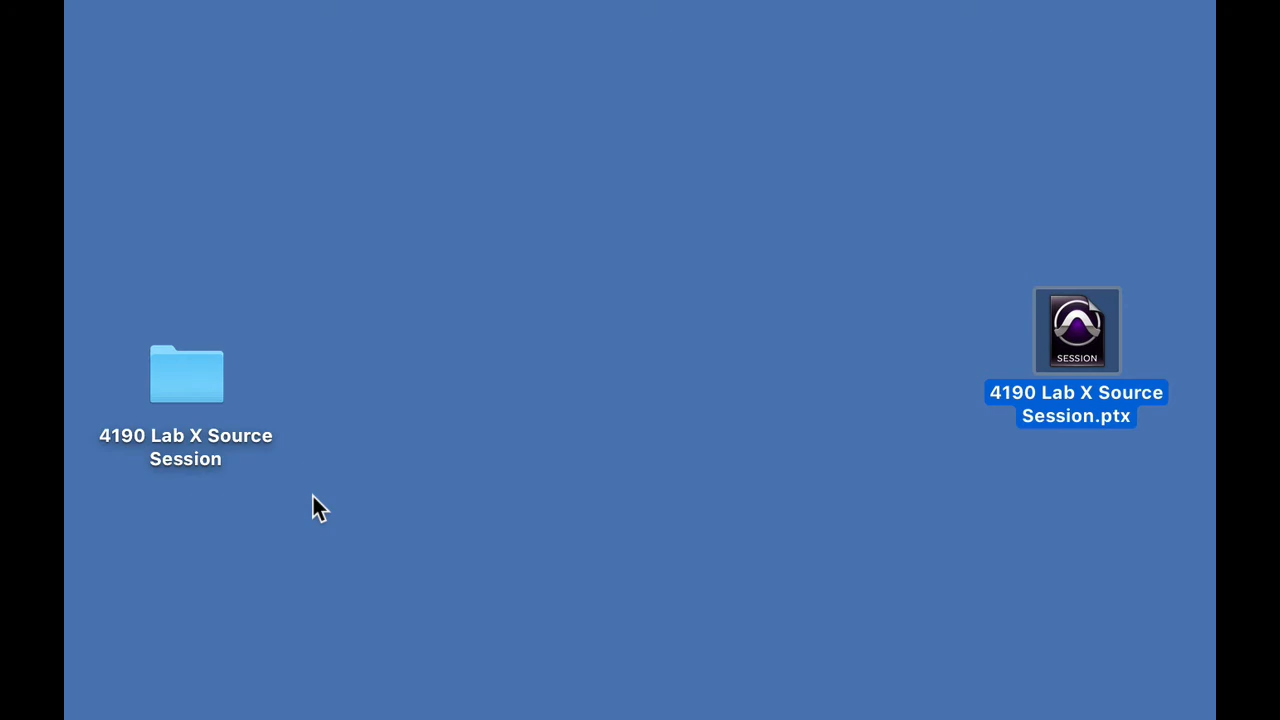 SESSION
4190 Lab X Source
Session.ptx
4190 Lab X Source
Session